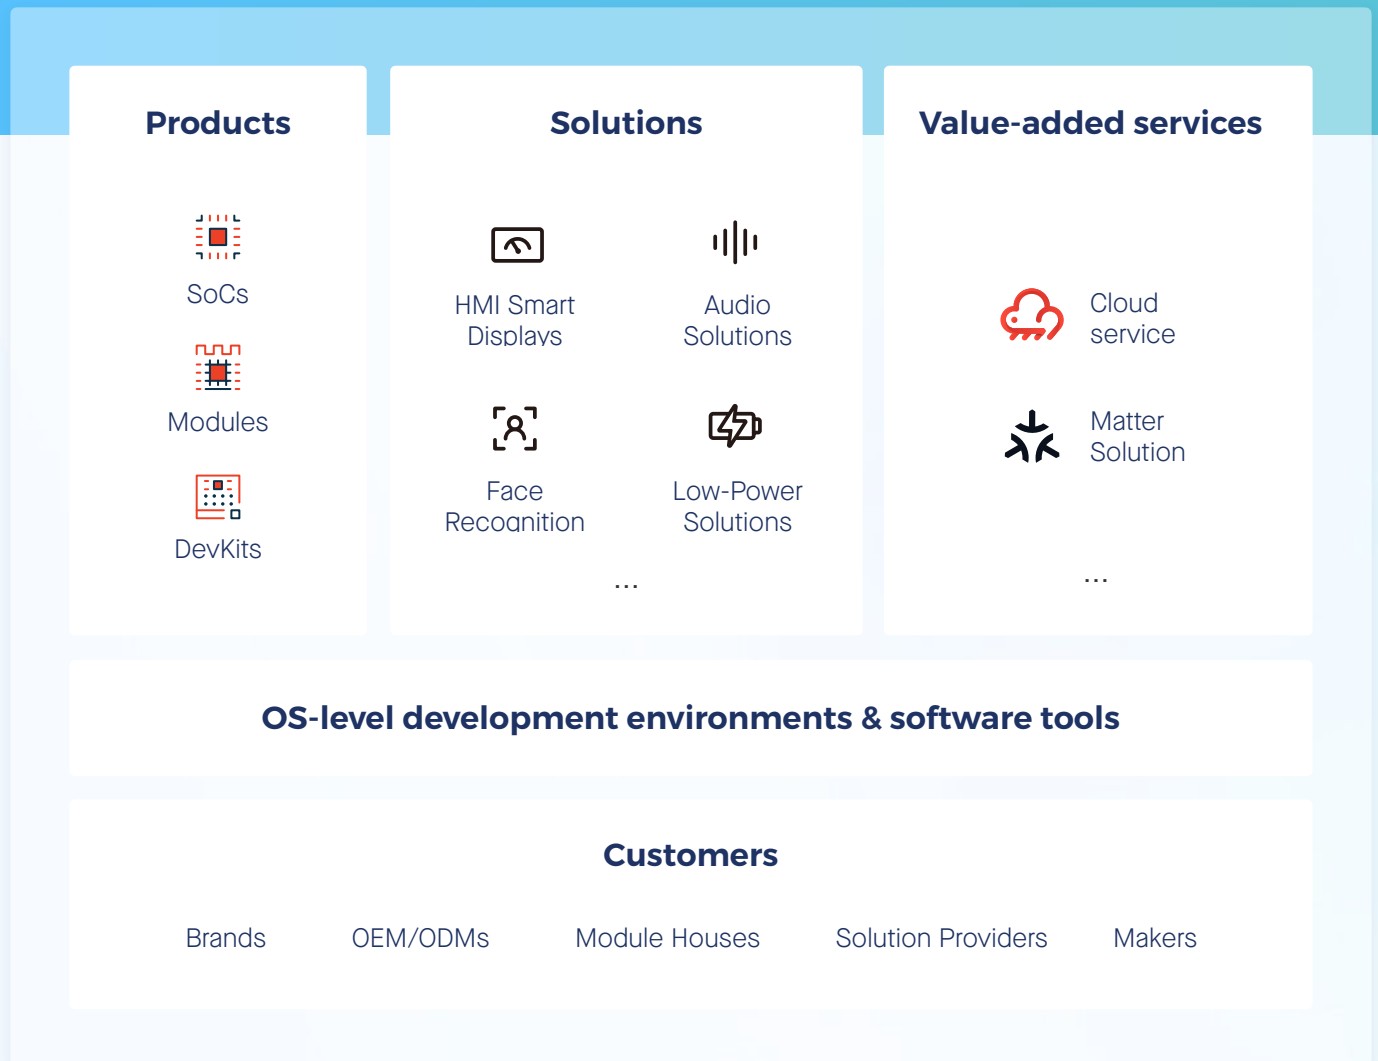 Products
SoCs
Modules
DevKits
Solutions
HMI Smart
Displays
Audio
Solutions
Face
Recognition
Low-Power
Solutions
...
Value-added services
Cloud
service
Matter
Solution
...
OS-level development environments & software tools
Customers
Brands
OEM/ODMs
Module Houses
Solution Providers
Makers